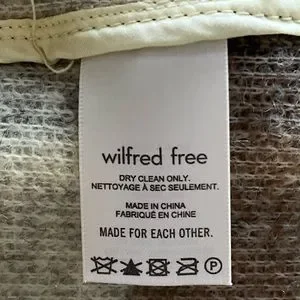 wilfred free
DRY CLEAN ONLY.
NETTOYAGE À SEC SEULEMENT.
MADE IN CHINA
FABRIQUÉ EN CHINE
MADE FOR EACH OTHER.
P